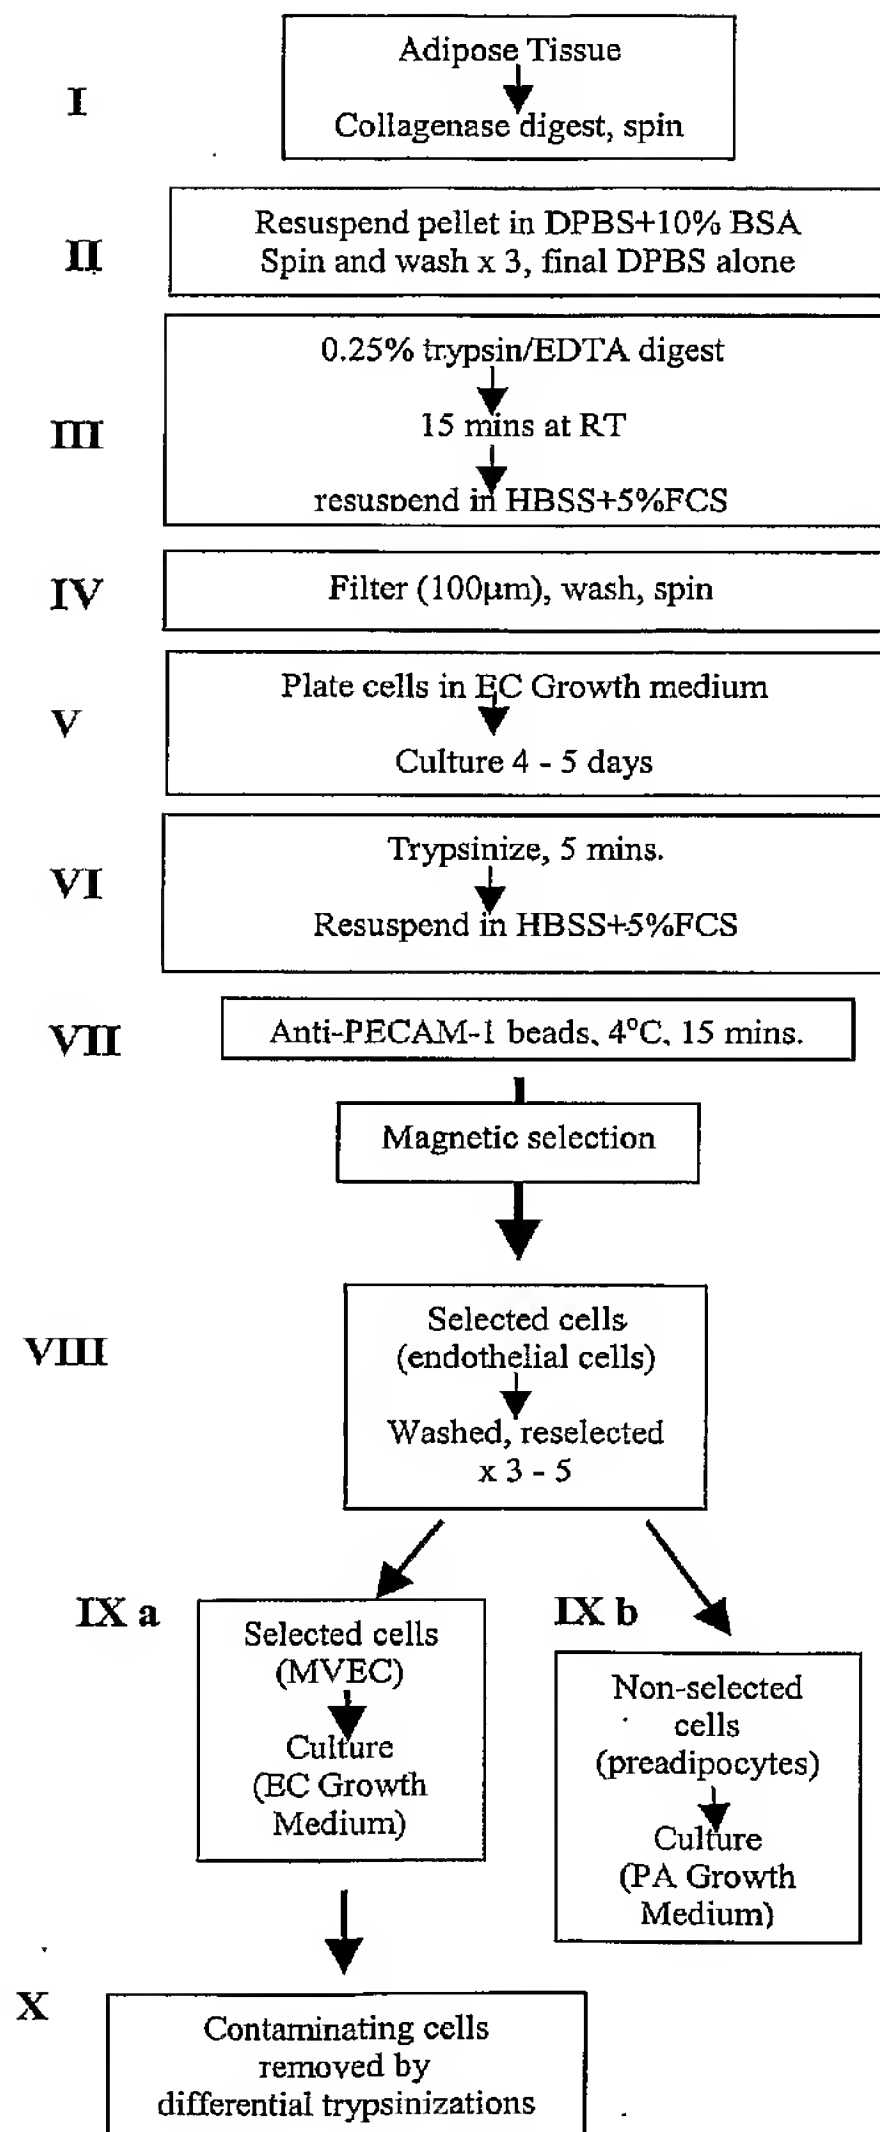 I
Adipose Tissue
Collagenase digest, spin
II
Resuspend pellet in DPBS+10% BSA
Spin and wash x 3, final DPBS alone
III
0.25% trypsin/EDTA digest
15 mins at RT
resuspend in HBSS+5%FCS
IV
Filter (100µm), wash, spin
V
Plate cells in EC Growth medium
Culture 4 - 5 days
VI
Trypsinize, 5 mins.
Resuspend in HBSS+5%FCS
VII
Anti-PECAM-1 beads, 4°C, 15 mins.
Magnetic selection
VIII
Selected cells
(endothelial cells)
Washed, reselected
x 3 - 5
IX a
Selected cells
(MVEC)
Culture
(EC Growth
Medium)
IX b
Non-selected
cells
(preadipocytes)
Culture
(PA Growth
Medium)
X
Contaminating cells
removed by
differential trypsinizations